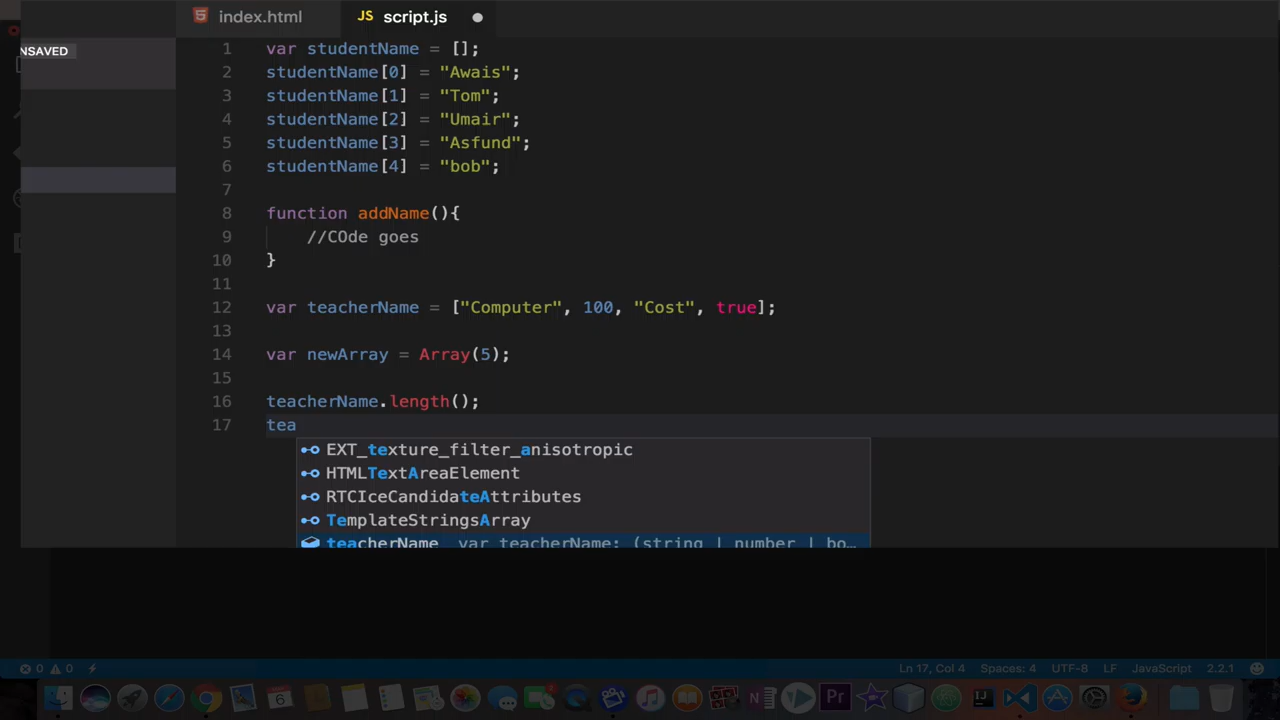 index.html
JS script.js
NSAVED
1 var studentName = [];
2 studentName[0] = "Awais";
3 studentName[1] = "Tom";
4 studentName[2] = "Umair";
5 studentName[3] = "Asfund";
6 studentName[4] = "bob";
7
8 function addName(){
9 //COde goes
10 }
11
12 var teacherName = ["Computer", 100, "Cost", true];
13
14 var newArray = Array(5);
15
16 teacherName.length();
17 tea
EXT_texture_filter_anisotropic
HTMLTextAreaElement
RTCIceCandidateAttributes
TemplateStringsArray
teacherName var teacherName: (string | number | bo…
0 0 Ln 17, Col 4 Spaces: 4 UTF-8 LF JavaScript 2.2.1
6 N Pr IJ